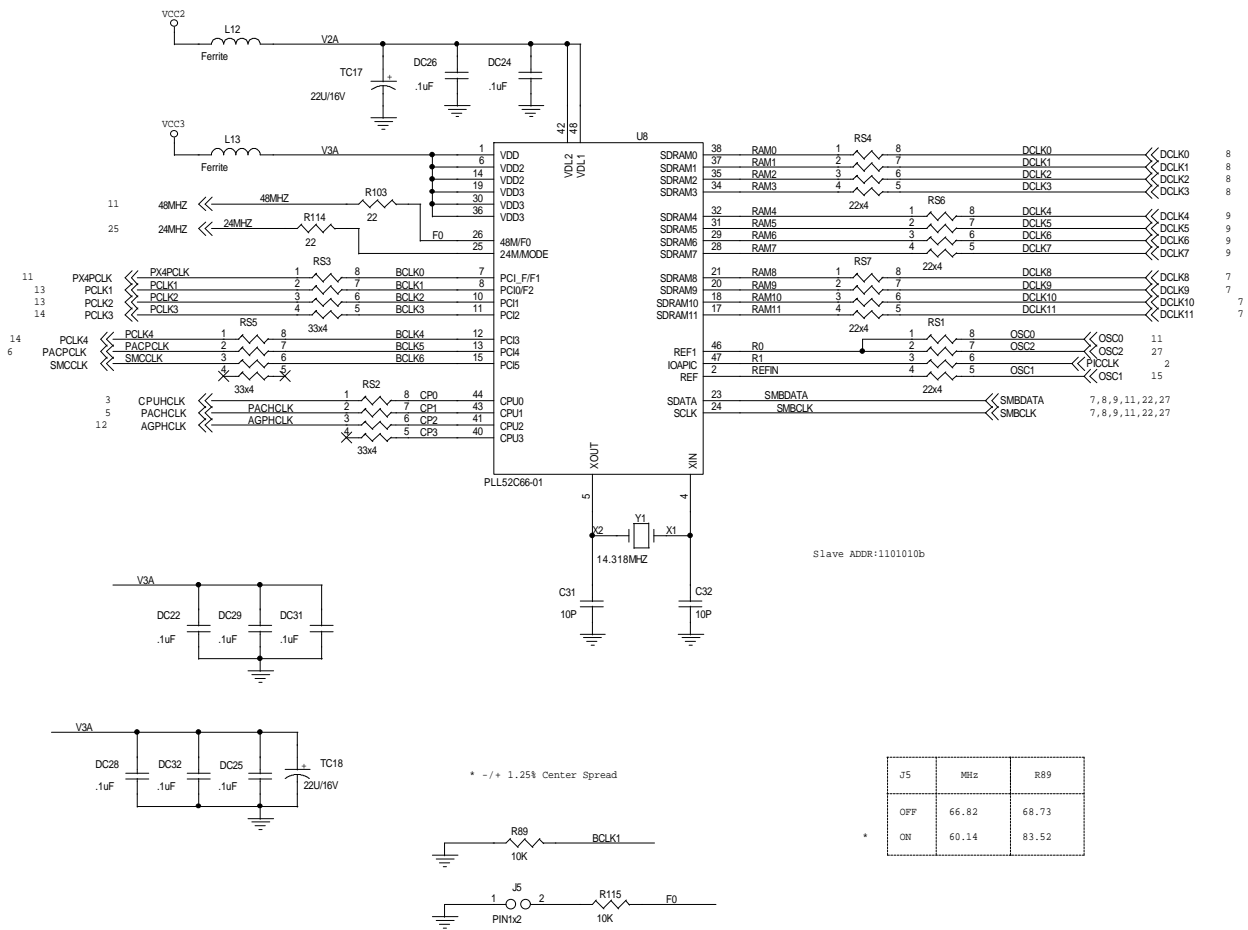 VCC2
L12
Ferrite
V2A
TC17
22U/16V
DC26
.1uF
DC24
.1uF
42
48
VCC3
L13
Ferrite
V3A
U8
VDL2
VDL1
1 VDD
6 VDD2
14 VDD2
19 VDD3
30 VDD3
36 VDD3
11 48MHZ 48MHZ R103 22
25 24MHZ 24MHZ R114 22
F0
26 48M/F0
25 24M/MODE
RS3
11 PX4PCLK PX4PCLK 1 8 BCLK0 7 PCI_F/F1
13 PCLK1 PCLK1 2 7 BCLK1 8 PCI0/F2
13 PCLK2 PCLK2 3 6 BCLK2 10 PCI1
14 PCLK3 PCLK3 4 5 BCLK3 11 PCI2
33x4
RS5
14 PCLK4 PCLK4 1 8 BCLK4 12 PCI3
6 PACPCLK PACPCLK 2 7 BCLK5 13 PCI4
SMCCLK SMCCLK 3 6 BCLK6 15 PCI5
4 5
33x4
RS2
3 CPUHCLK 1 8 CP0 44 CPU0
5 PACHCLK PACHCLK 2 7 CP1 43 CPU1
12 AGPHCLK AGPHCLK 3 6 CP2 41 CPU2
4 5 CP3 40 CPU3
33x4
PLL52C66-01
RS4
SDRAM0 38 RAM0 1 8 DCLK0 DCLK0 8
SDRAM1 37 RAM1 2 7 DCLK1 DCLK1 8
SDRAM2 35 RAM2 3 6 DCLK2 DCLK2 8
SDRAM3 34 RAM3 4 5 DCLK3 DCLK3 8
22x4
RS6
SDRAM4 32 RAM4 1 8 DCLK4 DCLK4 9
SDRAM5 31 RAM5 2 7 DCLK5 DCLK5 9
SDRAM6 29 RAM6 3 6 DCLK6 DCLK6 9
SDRAM7 28 RAM7 4 5 DCLK7 DCLK7 9
22x4
RS7
SDRAM8 21 RAM8 1 8 DCLK8 DCLK8 7
SDRAM9 20 RAM9 2 7 DCLK9 DCLK9 7
SDRAM10 18 RAM10 3 6 DCLK10 DCLK10 7
SDRAM11 17 RAM11 4 5 DCLK11 DCLK11 7
22x4
RS1
REF1 46 R0 1 8 OSC0 OSC0 11
2 7 OSC2 OSC2 27
IOAPIC 47 R1 3 6 PICCLK 2
REF 2 REFIN 4 5 OSC1 OSC1 15
22x4
SDATA 23 SMBDATA SMBDATA 7,8,9,11,22,27
SCLK 24 SMBCLK SMBCLK 7,8,9,11,22,27
XOUT
XIN
5
4
X2
Y1
X1
14.318MHZ
C31
10P
C32
10P
Slave ADDR:1101010b
V3A
DC22
.1uF
DC29
.1uF
DC31
.1uF
V3A
DC28
.1uF
DC32
.1uF
DC25
.1uF
TC18
22U/16V
* -/+ 1.25% Center Spread
J5 MHz R89
OFF 66.82 68.73
* ON 60.14 83.52
R89
10K
BCLK1
J5
1 2
PIN1x2
R115
10K
F0